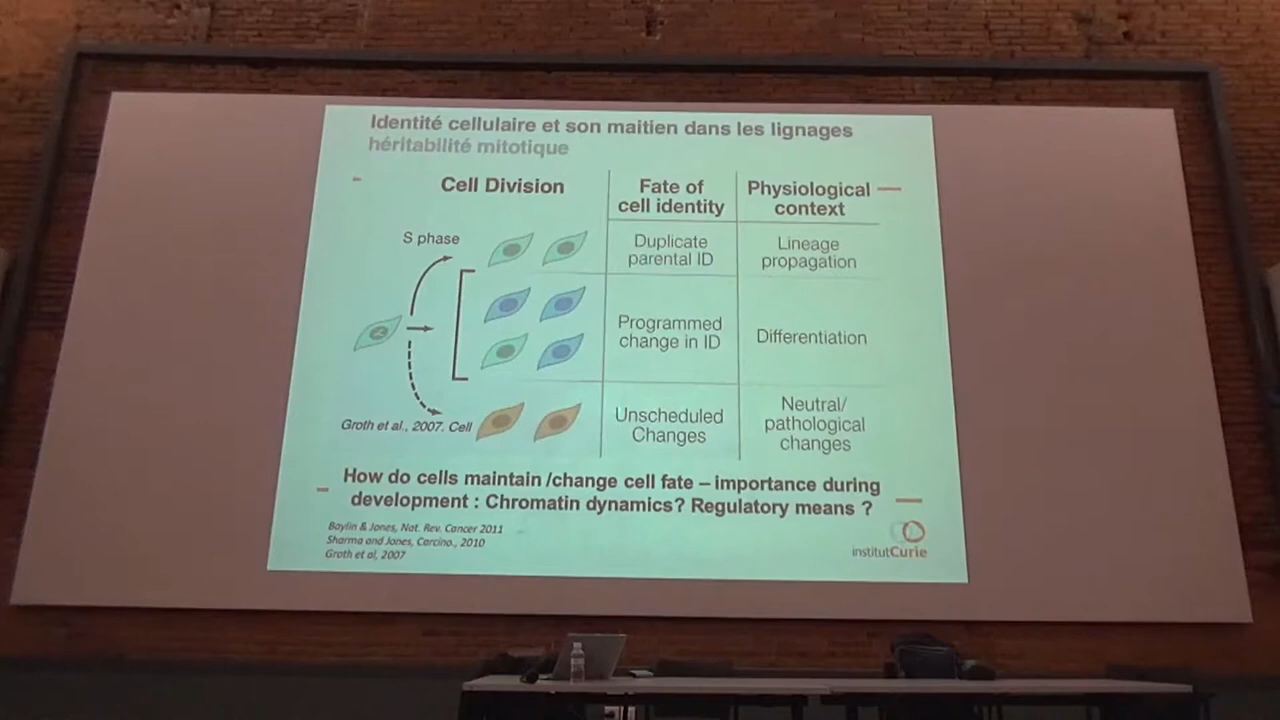 Identité cellulaire et son maitien dans les lignages
héritabilité mitotique
Cell Division
Fate of
cell identity
Physiological
context
S phase
Duplicate
parental ID
Lineage
propagation
Programmed
change in ID
Differentiation
Groth et al., 2007. Cell
Unscheduled
Changes
Neutral/
pathological
changes
How do cells maintain /change cell fate – importance during
development : Chromatin dynamics? Regulatory means ?
Baylin & Jones, Nat. Rev. Cancer 2011
Sharma and Jones, Carcino., 2010
Groth et al, 2007
institutCurie